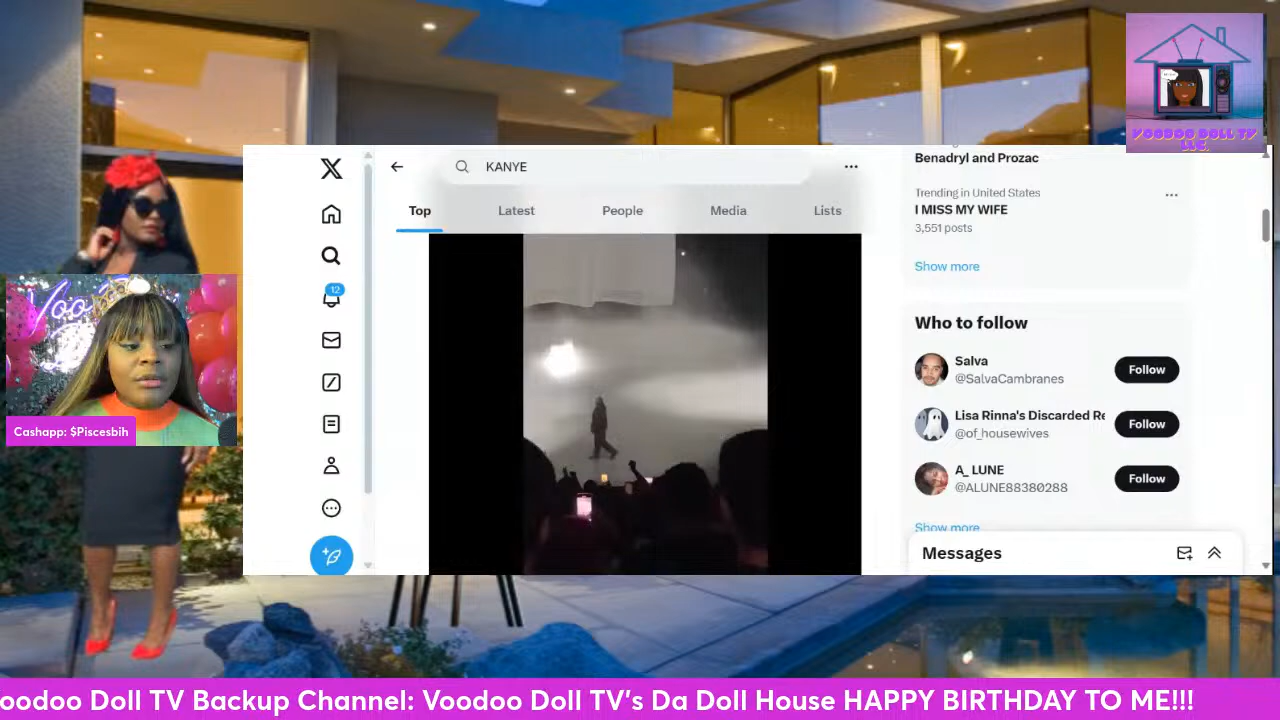 VOODOO DOLL TV
LLC.
Benadryl and Prozac
KANYE
Trending in United States
I MISS MY WIFE
Top
Latest
People
Media
Lists
3,551 posts
Show more
12
Who to follow
Salva
@SalvaCambranes
Follow
Lisa Rinna's Discarded Re
@of_housewives
Follow
Cashapp: $Piscesbih
A_ LUNE
@ALUNE88380288
Follow
Show more
Messages
oodoo Doll TV Backup Channel: Voodoo Doll TV's Da Doll House HAPPY BIRTHDAY TO ME!!!